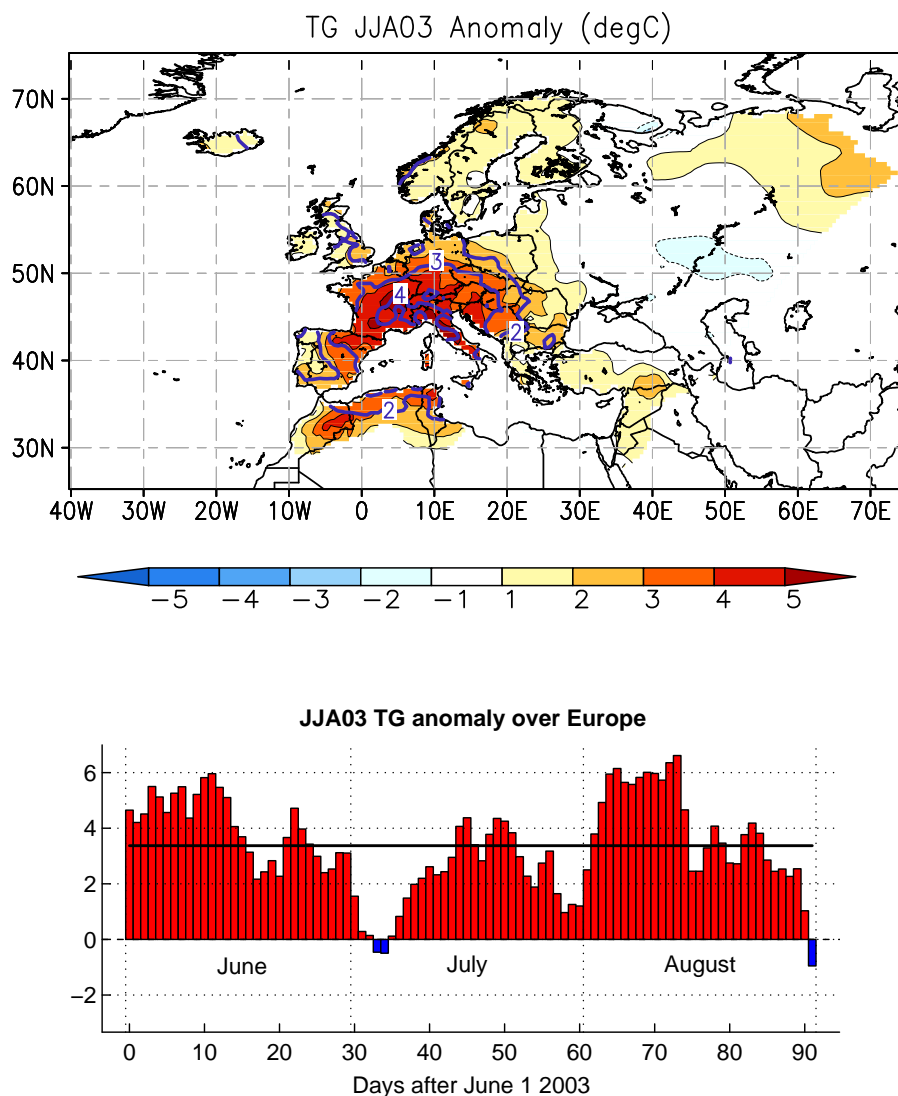 TG JJA03 Anomaly (degC)
70N
60N
50N
40N
30N
3
4
2
2
40W 30W 20W 10W 0 10E 20E 30E 40E 50E 60E 70E
−5 −4 −3 −2 −1 1 2 3 4 5
JJA03 TG anomaly over Europe
6
4
2
0
−2
June July August
0 10 20 30 40 50 60 70 80 90
Days after June 1 2003